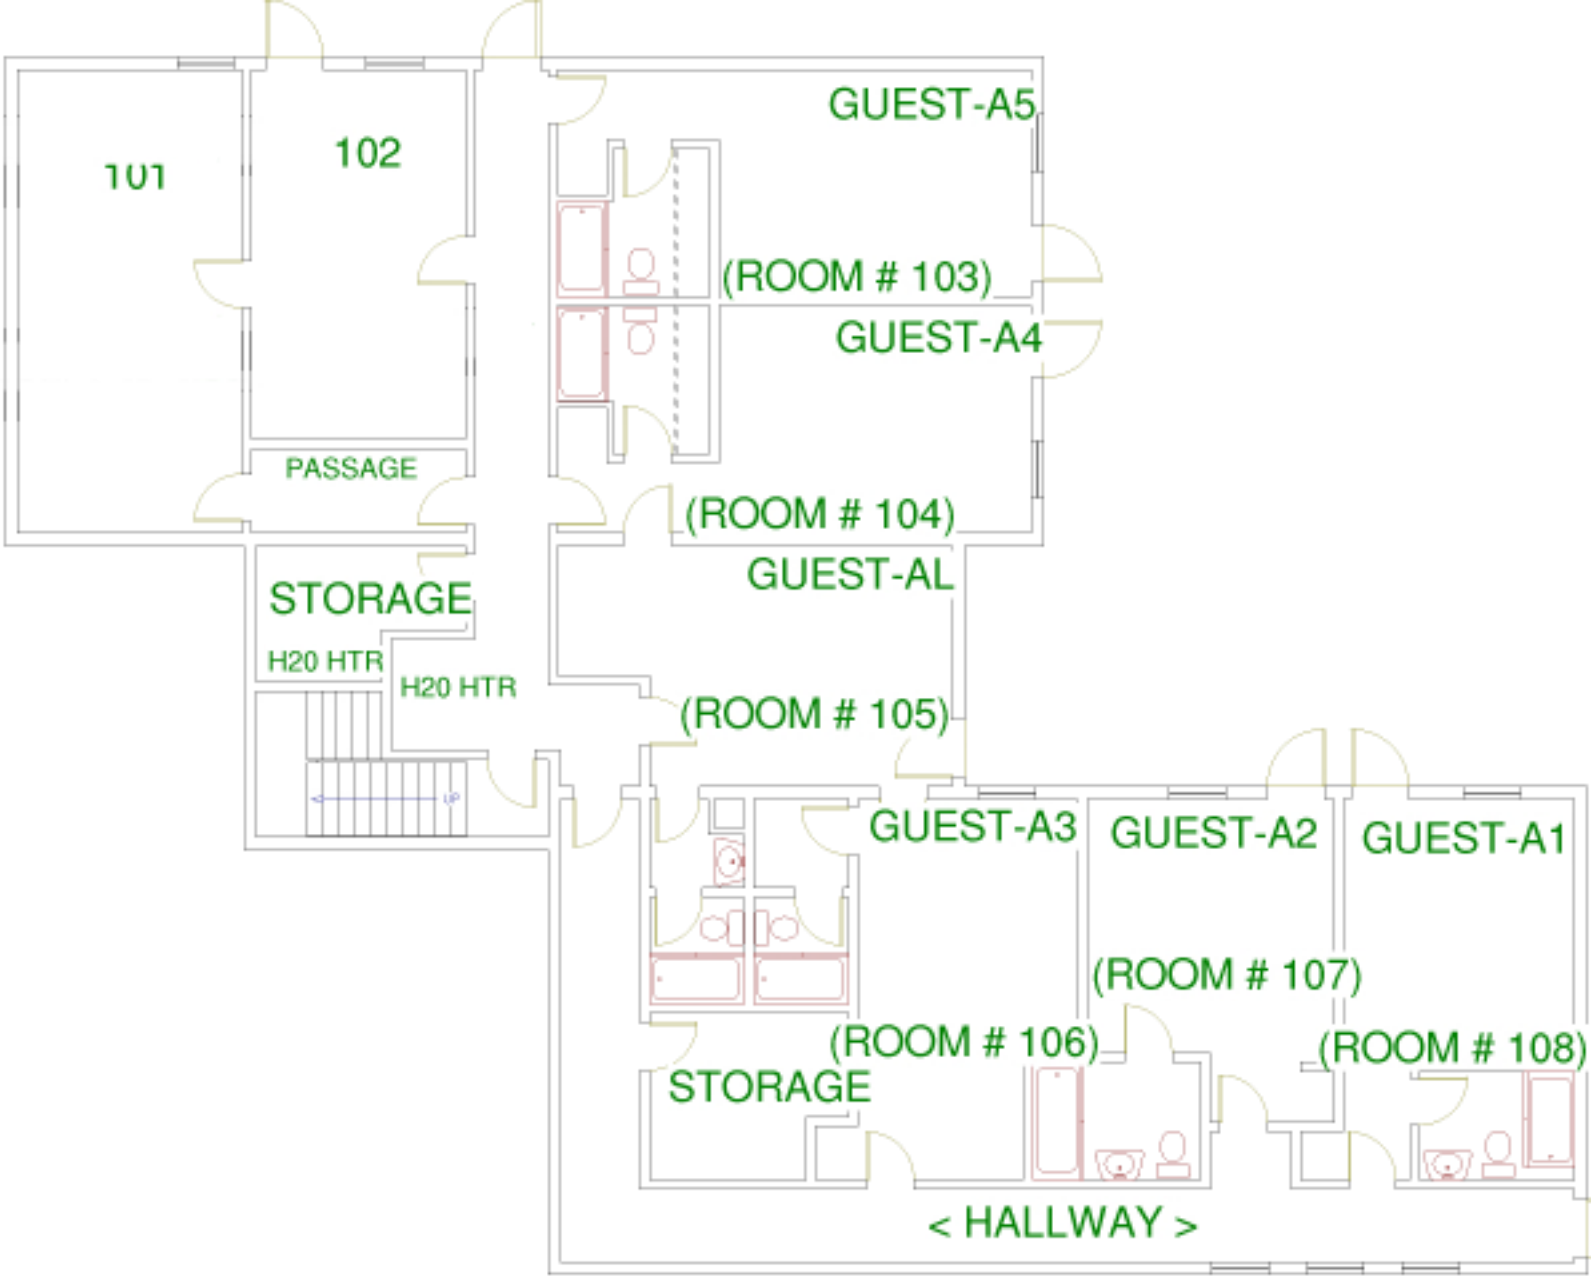 GUEST-A5
102
101
(ROOM # 103)
GUEST-A4
PASSAGE
(ROOM # 104)
GUEST-AL
STORAGE
H20 HTR
H20 HTR
(ROOM # 105)
UP
GUEST-A3
GUEST-A2
GUEST-A1
(ROOM # 107)
(ROOM # 106)
(ROOM # 108)
STORAGE
< HALLWAY >